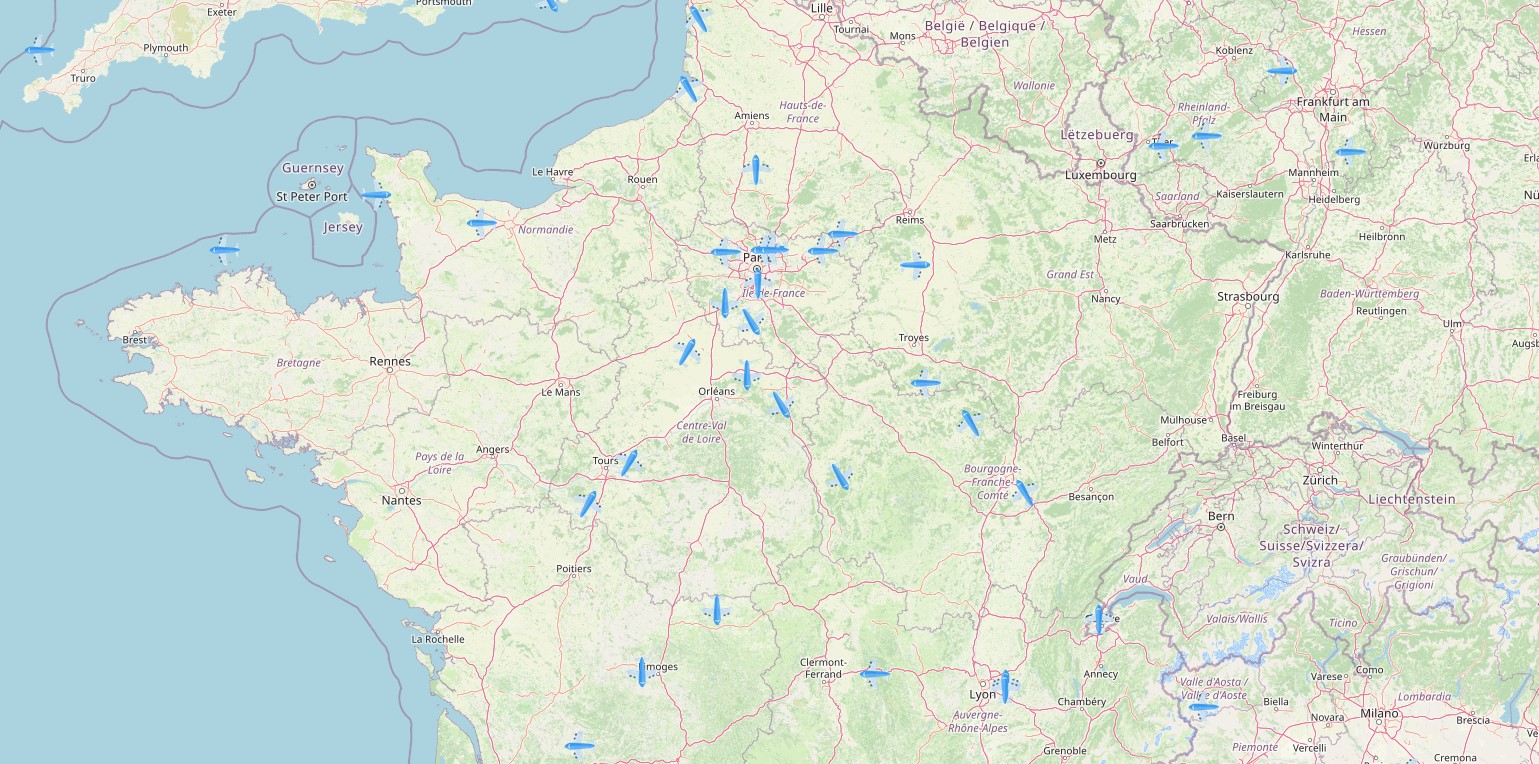 Exeter
Portsmouth
Lille
Tournai
België / Belgique /
Belgien
Mons
Hessen
Plymouth
Koblenz
Truro
Wallonie
Frankfurt am
Main
Amiens
Hauts-de-
France
Rheinland-
Pfalz
Lëtzebuerg
Würzburg
Guernsey
Le Havre
Rouen
Luxembourg
Mannheim
St Peter Port
Saarland
Kaiserslautern
Heidelberg
Jersey
Normandie
Reims
Saarbrücken
Metz
Heilbronn
Karlsruhe
Île-de-France
Grand Est
Nancy
Strasbourg
Baden-Württemberg
Reutlingen
Ulm
Brest
Troyes
Bretagne
Rennes
Le Mans
Orléans
Freiburg
im Breisgau
Mulhouse
Centre-Val
de Loire
Belfort
Basel
Winterthur
Angers
Pays de la
Loire
Tours
Bourgogne-
Franche-
Comté
Besançon
Zürich
Liechtenstein
Nantes
Bern
Schweiz/
Suisse/Svizzera/
Svizra
Graubünden/
Grischun/
Grigioni
Poitiers
Vaud
Valais/Wallis
Ticino
La Rochelle
Clermont-
Ferrand
Annecy
Como
Varese
Lyon
Chambéry
Valle d'Aosta /
Vallée d'Aoste
Biella
Lombardia
Milano
Novara
Brescia
Auvergne-
Rhône-Alpes
Grenoble
Piemonte
Vercelli
Cremona